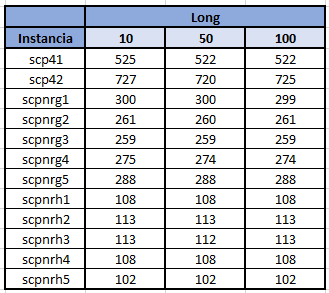 Long
Instancia 10 50 100
scp41 525 522 522
scp42 727 720 725
scpnrg1 300 300 299
scpnrg2 261 260 261
scpnrg3 259 259 259
scpnrg4 275 274 274
scpnrg5 288 288 288
scpnrh1 108 108 108
scpnrh2 113 113 113
scpnrh3 113 112 113
scpnrh4 108 108 108
scpnrh5 102 102 102